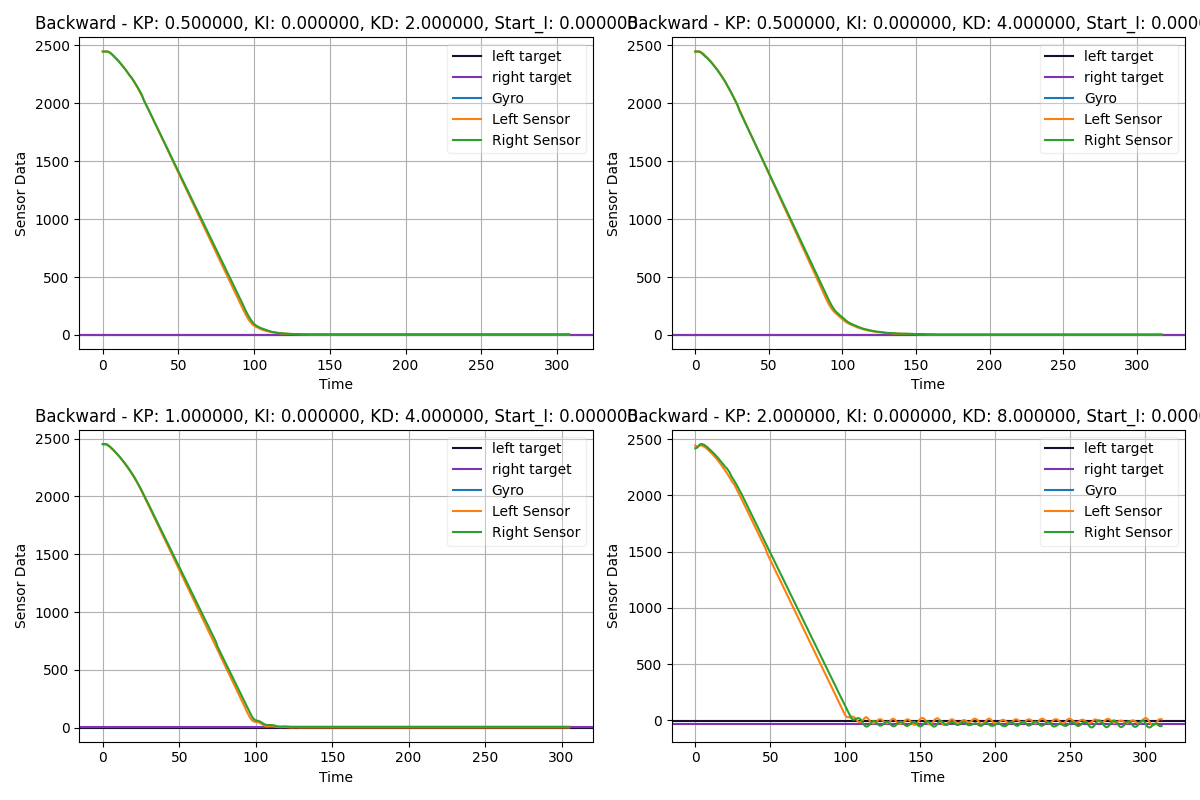 Backward - KP: 0.500000, KI: 0.000000, KD: 2.000000, Start_I: 0.00000
2500
2000
1500
1000
500
0
Sensor Data
left target
right target
Gyro
Left Sensor
Right Sensor
0 50 100 150 200 250 300
Time
Backward - KP: 0.500000, KI: 0.000000, KD: 4.000000, Start_I: 0.000
2500
2000
1500
1000
500
0
Sensor Data
left target
right target
Gyro
Left Sensor
Right Sensor
0 50 100 150 200 250 300
Time
Backward - KP: 1.000000, KI: 0.000000, KD: 4.000000, Start_I: 0.00000
2500
2000
1500
1000
500
0
Sensor Data
left target
right target
Gyro
Left Sensor
Right Sensor
0 50 100 150 200 250 300
Time
Backward - KP: 2.000000, KI: 0.000000, KD: 8.000000, Start_I: 0.000
2500
2000
1500
1000
500
0
Sensor Data
left target
right target
Gyro
Left Sensor
Right Sensor
0 50 100 150 200 250 300
Time